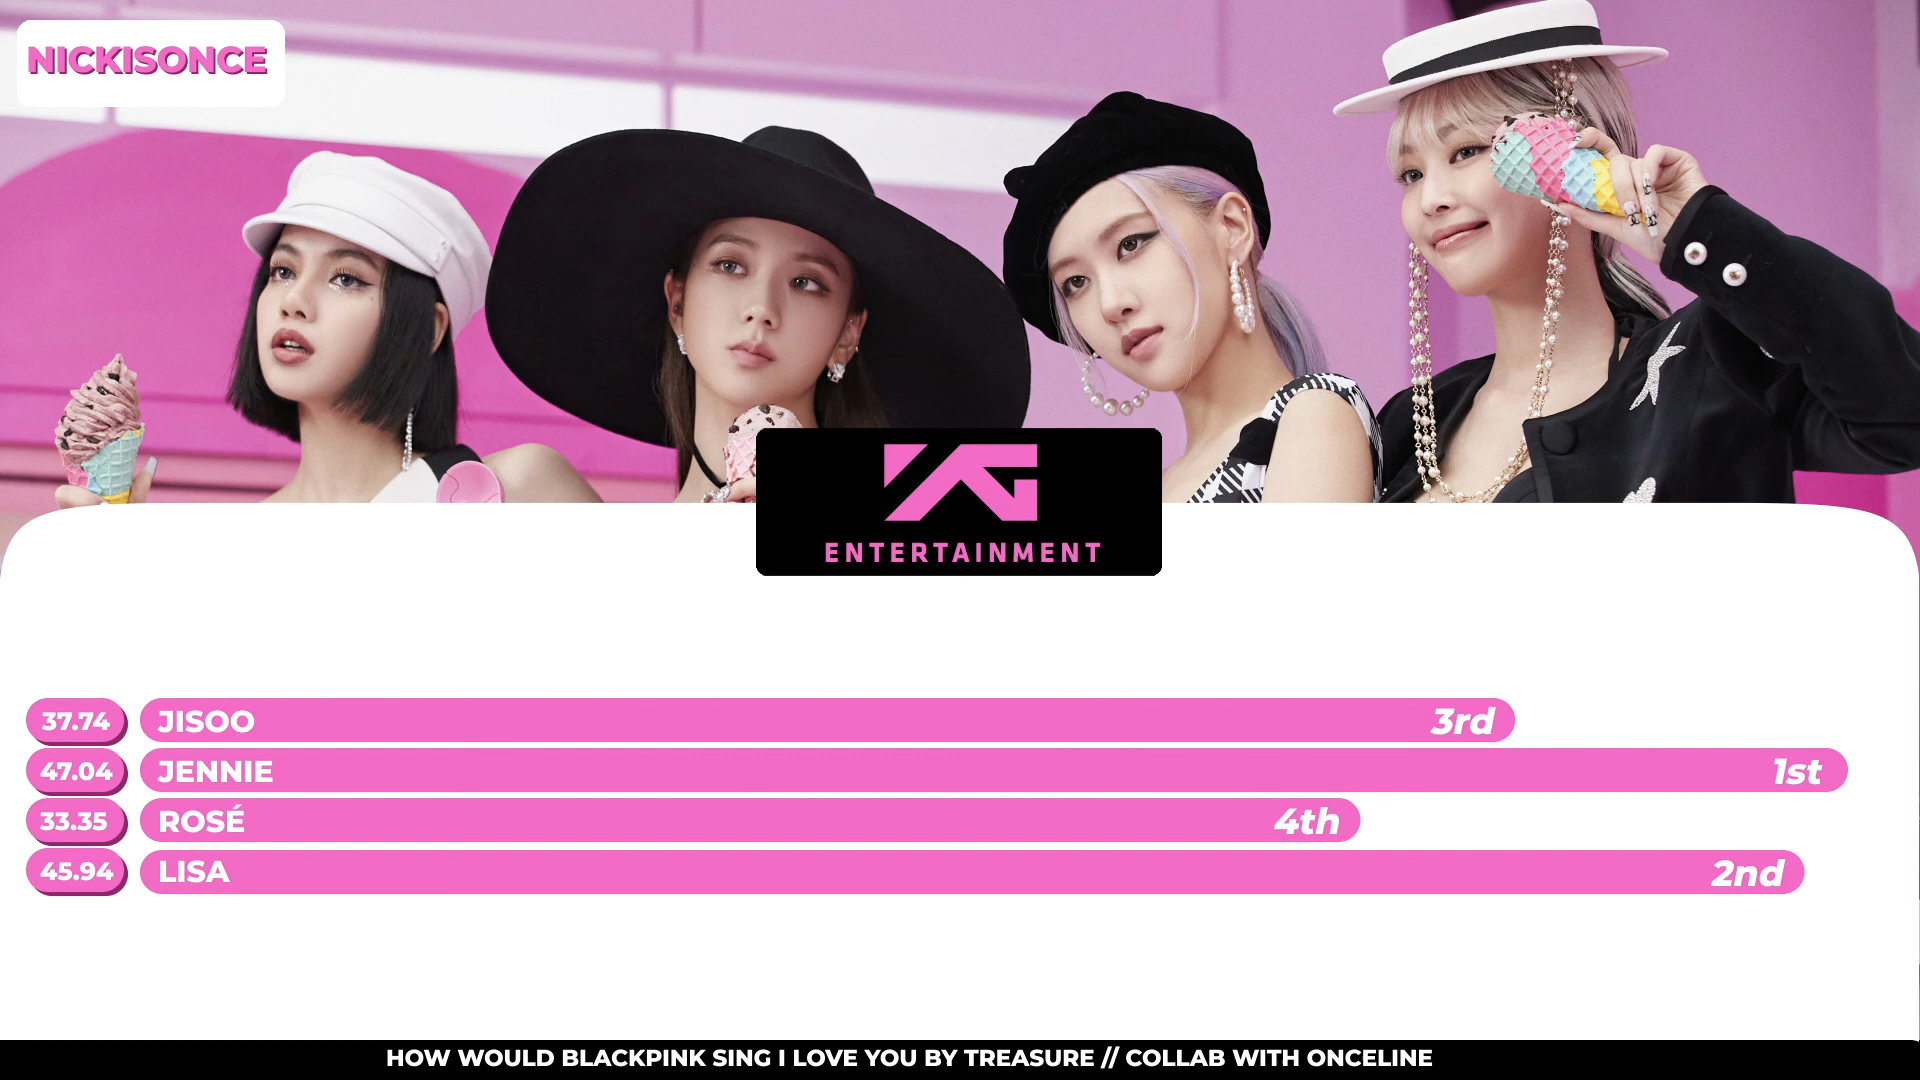 NICKISONCE
YG
ENTERTAINMENT
37.74 JISOO 3rd
47.04 JENNIE 1st
33.35 ROSÉ 4th
45.94 LISA 2nd
HOW WOULD BLACKPINK SING I LOVE YOU BY TREASURE // COLLAB WITH ONCELINE